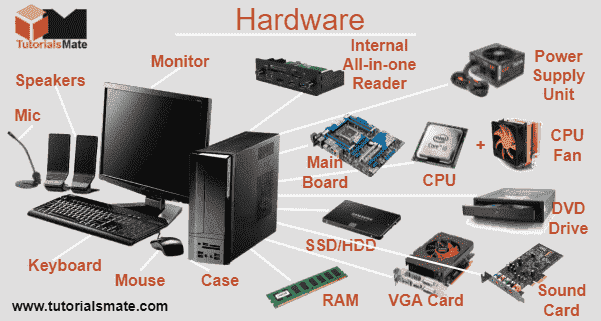 Hardware
TutorialsMate
Speakers
Monitor
Mic
Internal
All-in-one
Reader
Power
Supply
Unit
Main
Board
CPU
+
CPU
Fan
SSD/HDD
DVD
Drive
Keyboard
Mouse
Case
RAM
VGA Card
Sound
Card
www.tutorialsmate.com